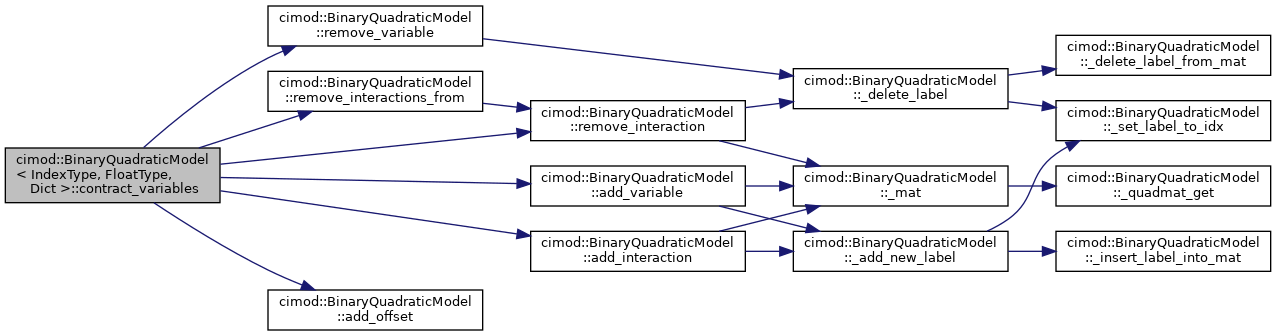 cimod::BinaryQuadraticModel
< IndexType, FloatType,
Dict >::contract_variables
cimod::BinaryQuadraticModel
::remove_variable
cimod::BinaryQuadraticModel
::remove_interactions_from
cimod::BinaryQuadraticModel
::remove_interaction
cimod::BinaryQuadraticModel
::add_variable
cimod::BinaryQuadraticModel
::add_interaction
cimod::BinaryQuadraticModel
::add_offset
cimod::BinaryQuadraticModel
::_delete_label
cimod::BinaryQuadraticModel
::_mat
cimod::BinaryQuadraticModel
::_add_new_label
cimod::BinaryQuadraticModel
::_delete_label_from_mat
cimod::BinaryQuadraticModel
::_set_label_to_idx
cimod::BinaryQuadraticModel
::_quadmat_get
cimod::BinaryQuadraticModel
::_insert_label_into_mat